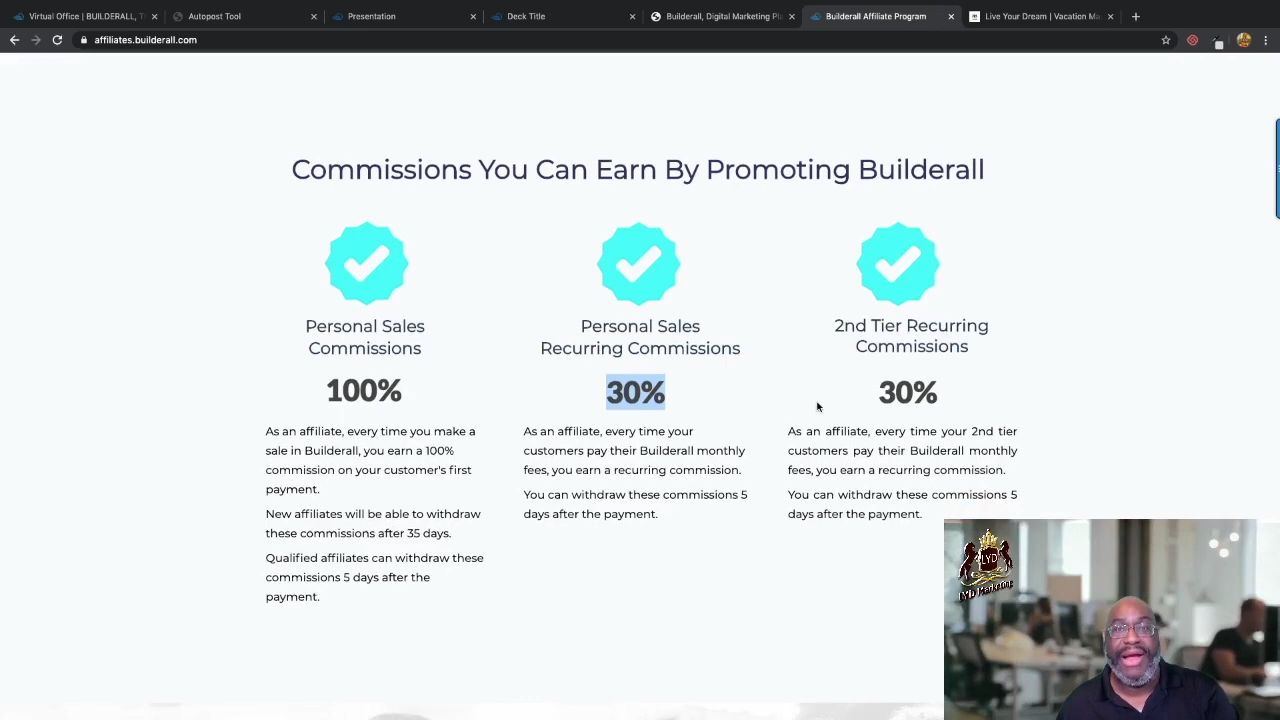 Virtual Office | BUILDERALL, T
Autopost Tool
Presentation
Deck Title
Builderall, Digital Marketing Pl
Builderall Affiliate Program
Live Your Dream | Vacation Ma
affiliates.builderall.com
Commissions You Can Earn By Promoting Builderall
Personal Sales
Commissions
100%
As an affiliate, every time you make a
sale in Builderall, you earn a 100%
commission on your customer's first
payment.
New affiliates will be able to withdraw
these commissions after 35 days.
Qualified affiliates can withdraw these
commissions 5 days after the
payment.
Personal Sales
Recurring Commissions
30%
As an affiliate, every time your
customers pay their Builderall monthly
fees, you earn a recurring commission.
You can withdraw these commissions 5
days after the payment.
2nd Tier Recurring
Commissions
30%
As an affiliate, every time your 2nd tier
customers pay their Builderall monthly
fees, you earn a recurring commission.
You can withdraw these commissions 5
days after the payment.
LYD
LYD Marketing